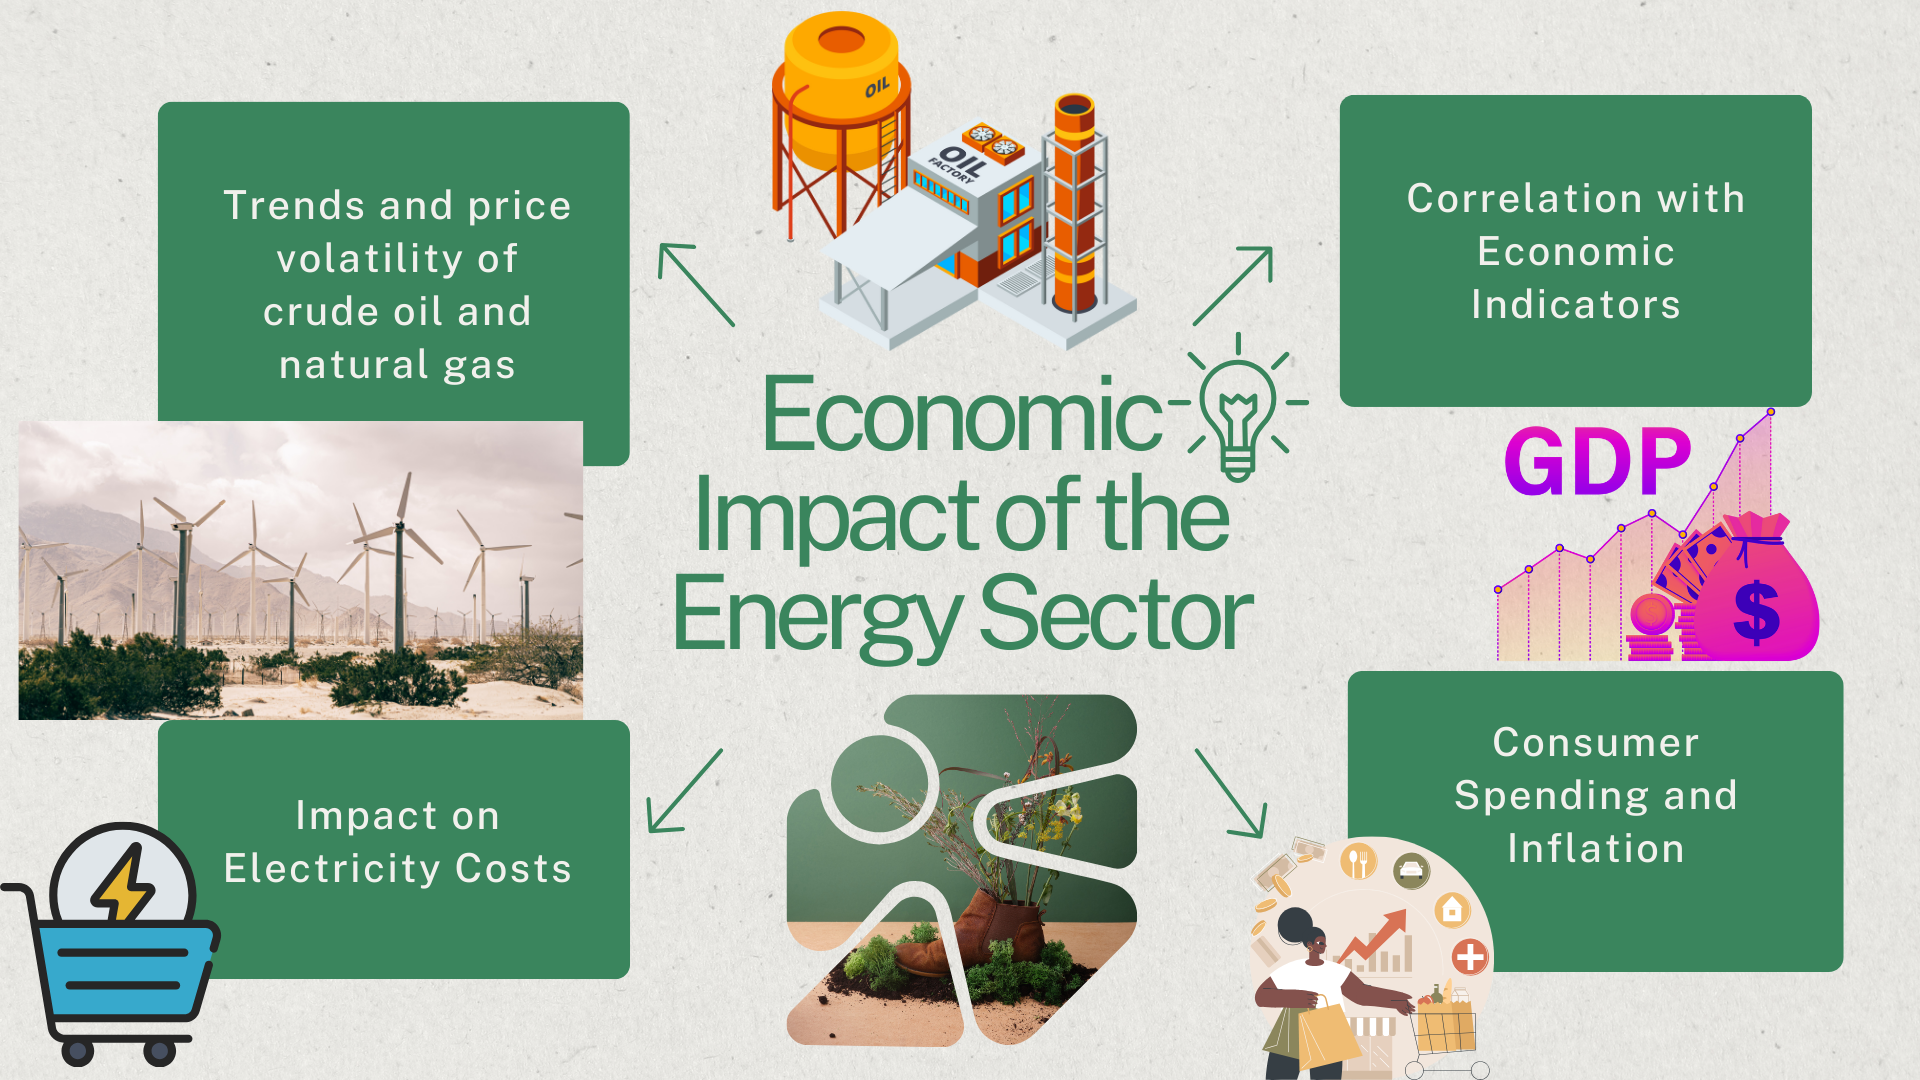 OIL
OIL
FACTORY
Trends and price
volatility of
crude oil and
natural gas
Correlation with
Economic
Indicators
Economic
Impact of the
Energy Sector
GDP
$
Impact on
Electricity Costs
Consumer
Spending and
Inflation